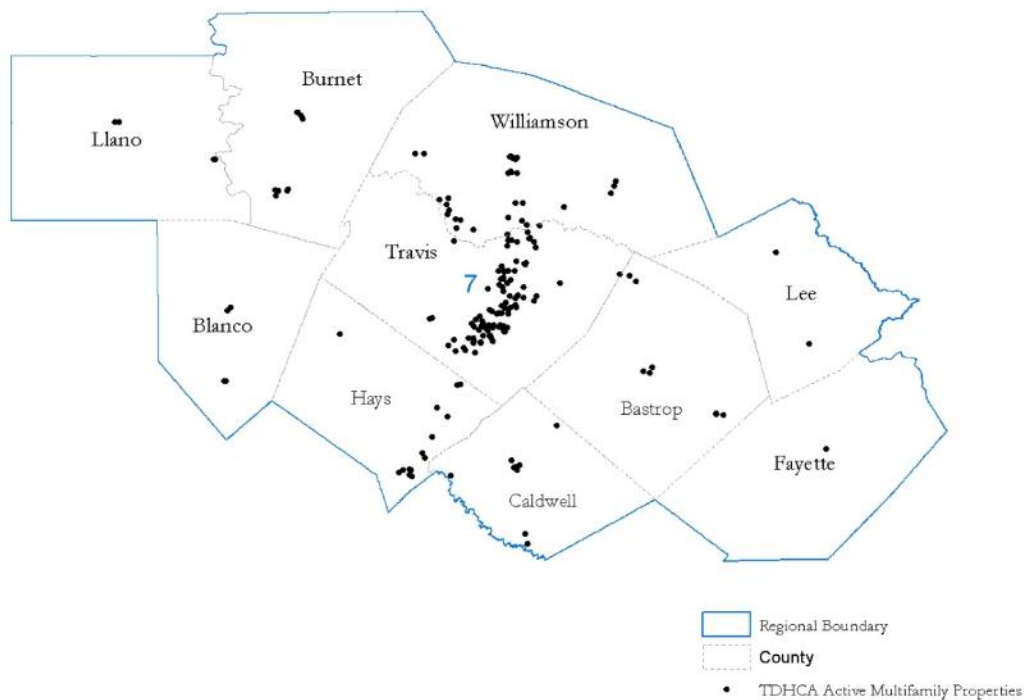 Burnet
Williamson
Llano
Travis
7
Lee
Blanco
Hays
Bastrop
Fayette
Caldwell
Regional Boundary
County
TDHCA Active Multifamily Properties